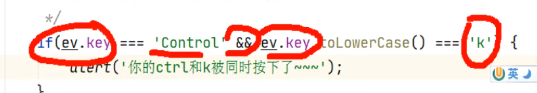 */
if(ev.key === 'Control' && ev.key.toLowerCase() === 'k') {
alert('你的ctrl和k被同时按下了~~~');
}
英